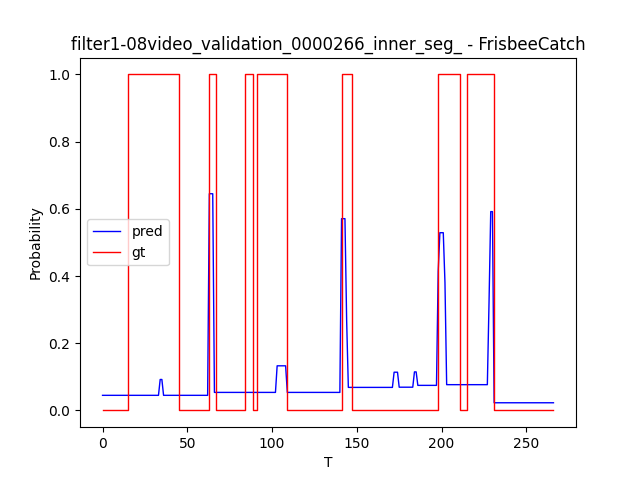 filter1-08video_validation_0000266_inner_seg_ - FrisbeeCatch
1.0
0.8
0.6
0.4
0.2
0.0
Probability
pred
gt
0
50
100
150
200
250
T